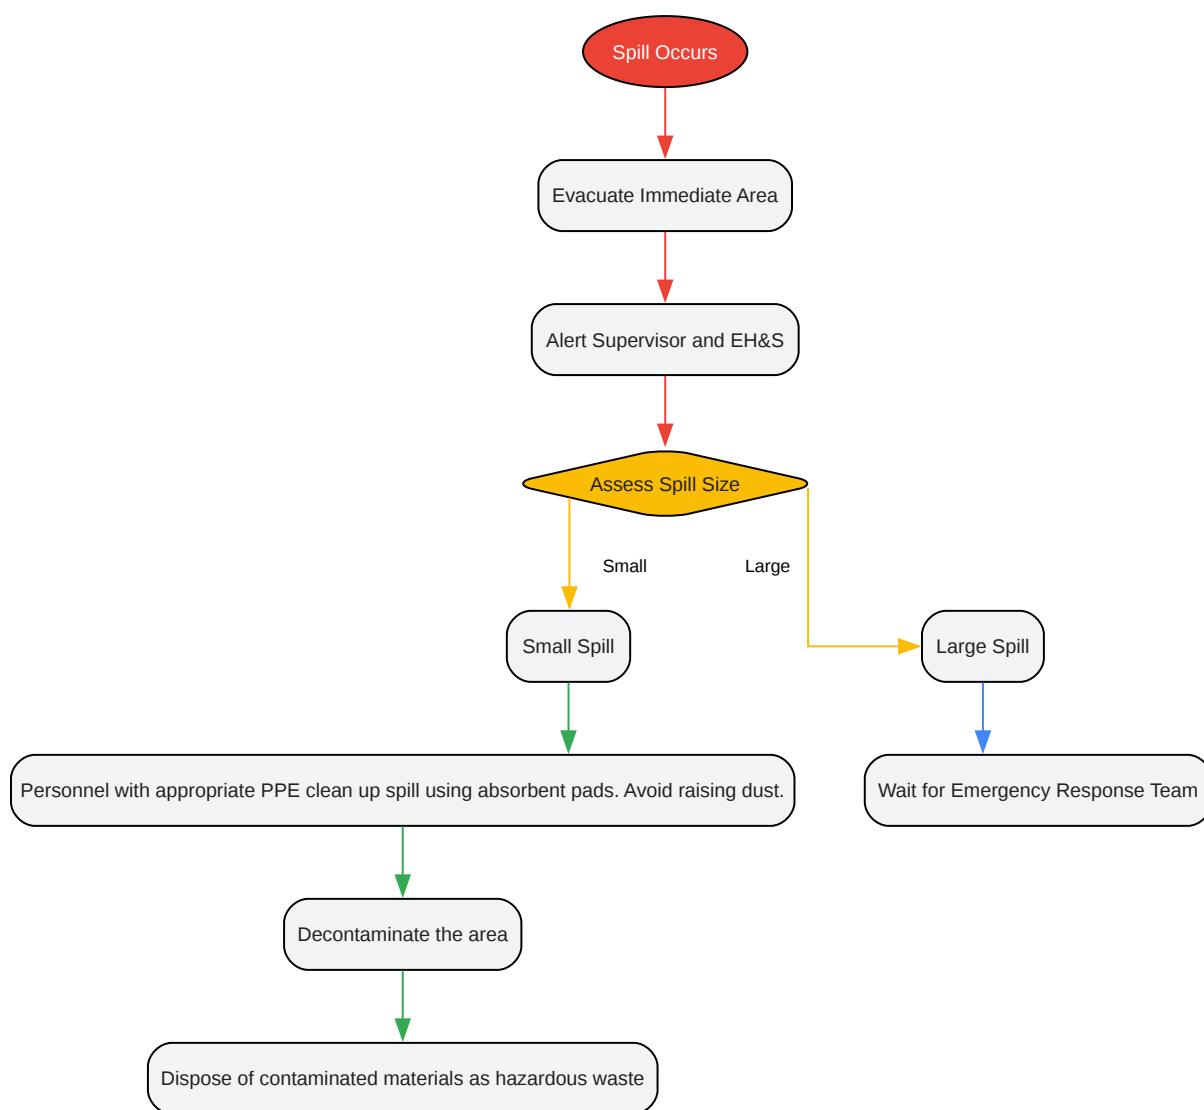 Spill Occurs
Evacuate Immediate Area
Alert Supervisor and EH&S
Assess Spill Size
Small
Large
Small Spill
Large Spill
Personnel with appropriate PPE clean up spill using absorbent pads. Avoid raising dust.
Wait for Emergency Response Team
Decontaminate the area
Dispose of contaminated materials as hazardous waste